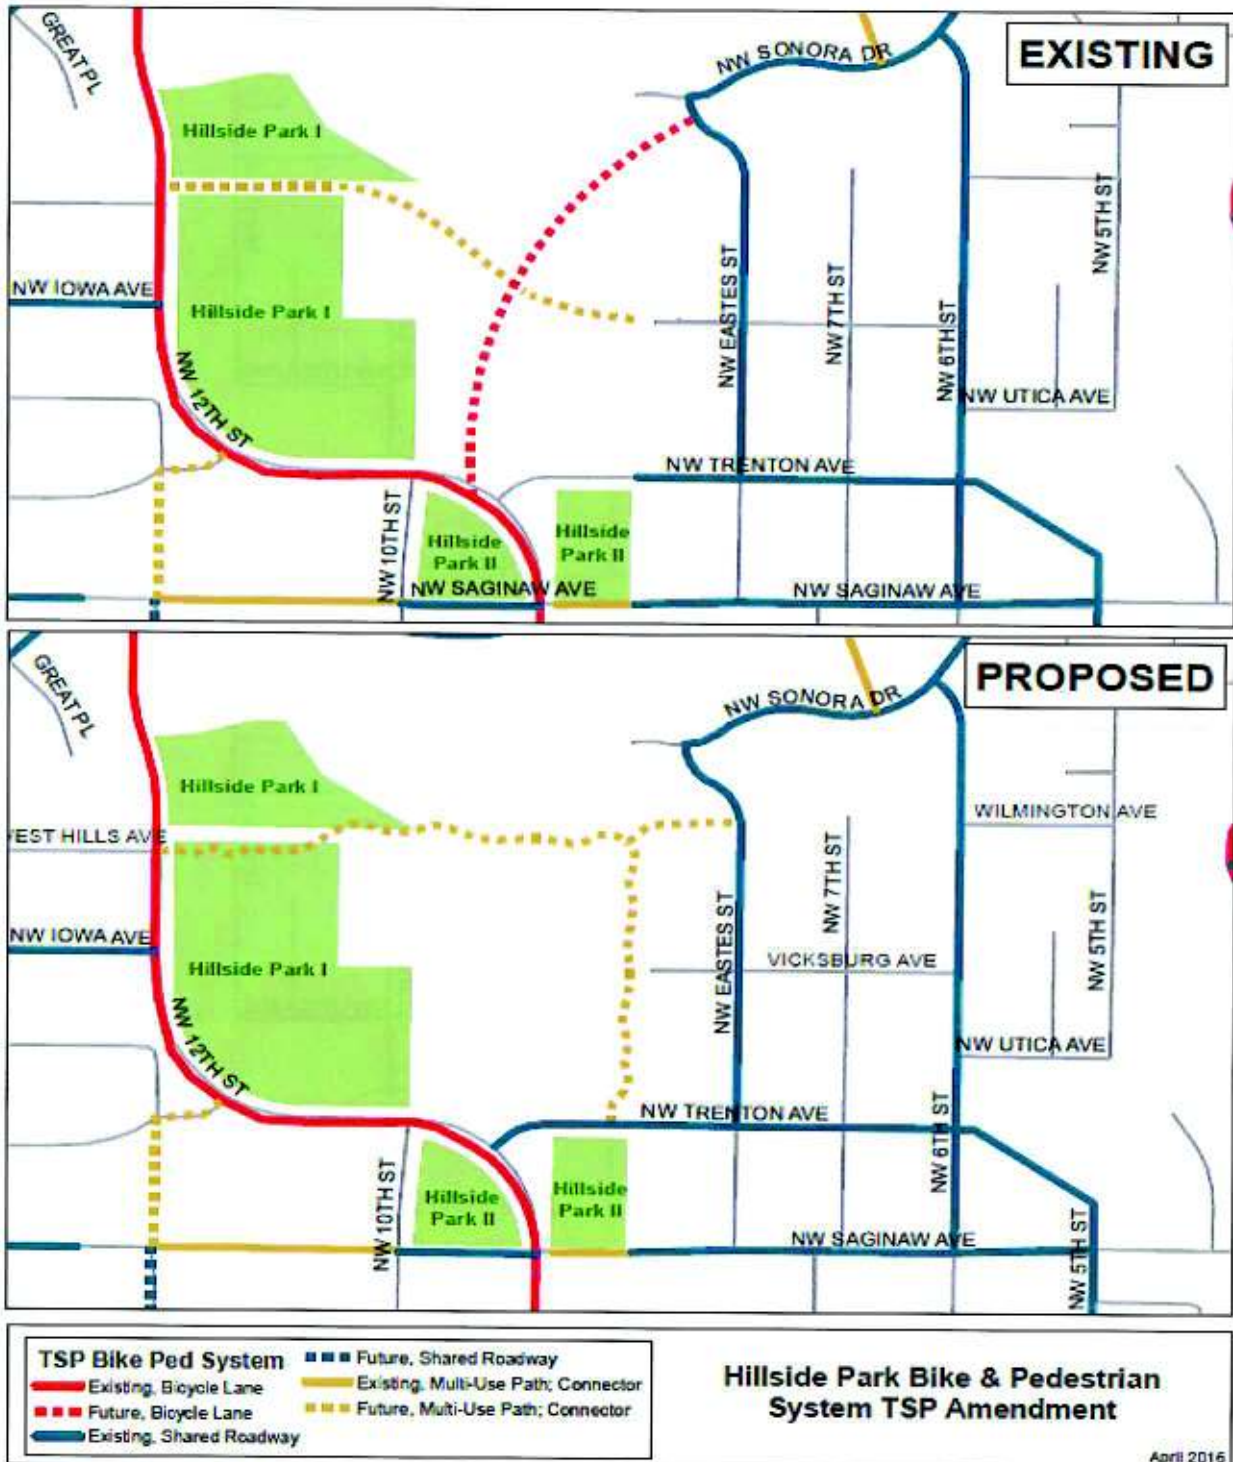 GREAT PL
NW SONORA DR
EXISTING
Hillside Park I
NW 5TH ST
NW IOWA AVE
Hillside Park I
NW EASTES ST
NW 7TH ST
NW 6TH ST
NW 12TH ST
NW UTICA AVE
NW TRENTON AVE
NW 10TH ST
Hillside
Park II
Hillside
Park II
NW SAGINAW AVE
NW SAGINAW AVE
GREAT PL
NW SONORA DR
PROPOSED
Hillside Park I
EST HILLS AVE
WILMINGTON AVE
NW 7TH ST
NW 5TH ST
NW IOWA AVE
Hillside Park I
NW EASTES ST
VICKSBURG AVE
NW 12TH ST
NW UTICA AVE
NW TRENTON AVE
NW 6TH ST
NW 10TH ST
Hillside
Park II
Hillside
Park II
NW SAGINAW AVE
NW 5TH ST
TSP Bike Ped System
Existing, Bicycle Lane
Future, Bicycle Lane
Existing, Shared Roadway
Future, Shared Roadway
Existing, Multi-Use Path; Connector
Future, Multi-Use Path; Connector
Hillside Park Bike & Pedestrian
System TSP Amendment
April 2016